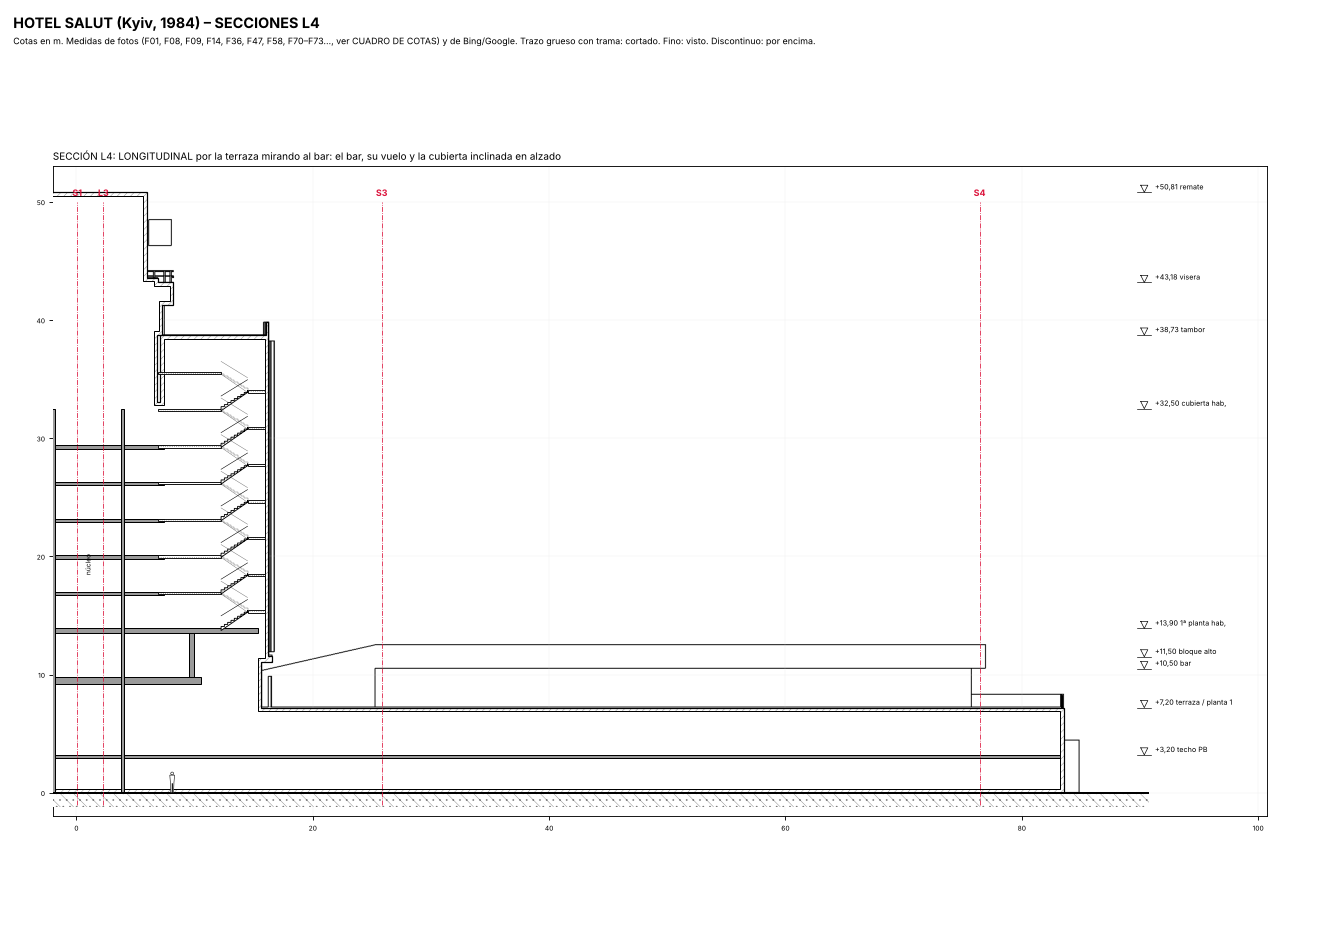 HOTEL SALUT (Kyiv, 1984) – SECCIONES L4
Cotas en m. Medidas de fotos (F01, F08, F09, F14, F36, F47, F58, F70–F73..., ver CUADRO DE COTAS) y de Bing/Google. Trazo grueso con trama: cortado. Fino: visto. Discontinuo: por encima.
SECCIÓN L4: LONGITUDINAL por la terraza mirando al bar: el bar, su vuelo y la cubierta inclinada en alzado
S1 L3 S3 S4
+50,81 remate
50
+43,18 visera
+38,73 tambor
40
+32,50 cubierta hab,
30
20
núcleo
+13,90 1ª planta hab,
+11,50 bloque alto
+10,50 bar
10
+7,20 terraza / planta 1
+3,20 techo PB
0
0 20 40 60 80 100